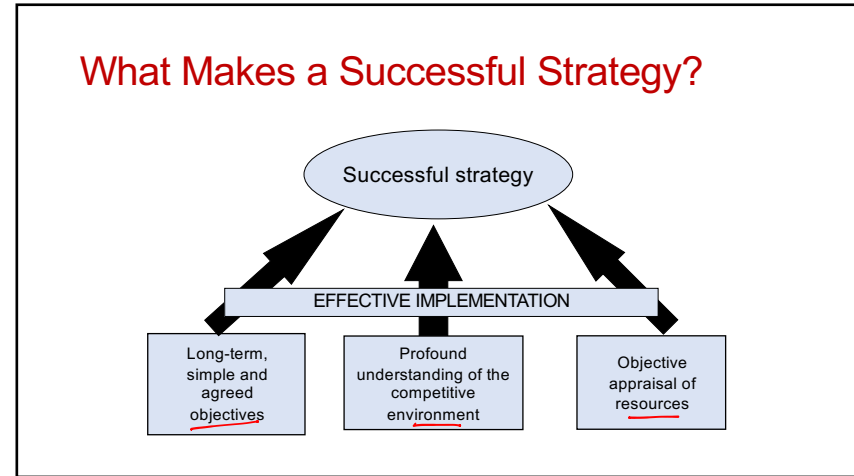 What Makes a Successful Strategy?
Successful strategy
EFFECTIVE IMPLEMENTATION
Long-term,
simple and
agreed
objectives
Profound
understanding of the
competitive
environment
Objective
appraisal of
resources